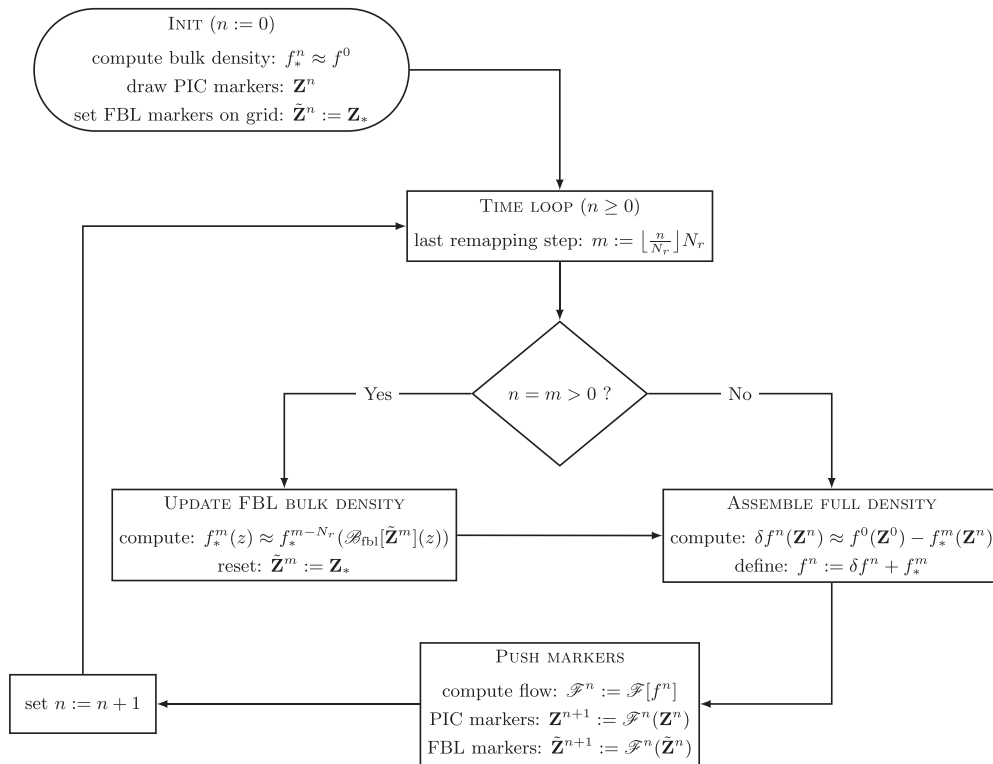 INIT (n := 0)
compute bulk density: f_*^n ≈ f^0
draw PIC markers: Z^n
set FBL markers on grid: Z̃^n := Z_*
TIME LOOP (n ≥ 0)
last remapping step: m := ⌊n/N_r⌋N_r
n = m > 0 ?
Yes
No
UPDATE FBL BULK DENSITY
compute: f_*^m(z) ≈ f_*^{m−N_r}(ℬ_fbl[Z̃^m](z))
reset: Z̃^m := Z_*
ASSEMBLE FULL DENSITY
compute: δf^n(Z^n) ≈ f^0(Z^0) − f_*^m(Z^n)
define: f^n := δf^n + f_*^m
PUSH MARKERS
compute flow: ℱ^n := ℱ[f^n]
PIC markers: Z^{n+1} := ℱ^n(Z^n)
FBL markers: Z̃^{n+1} := ℱ^n(Z̃^n)
set n := n + 1